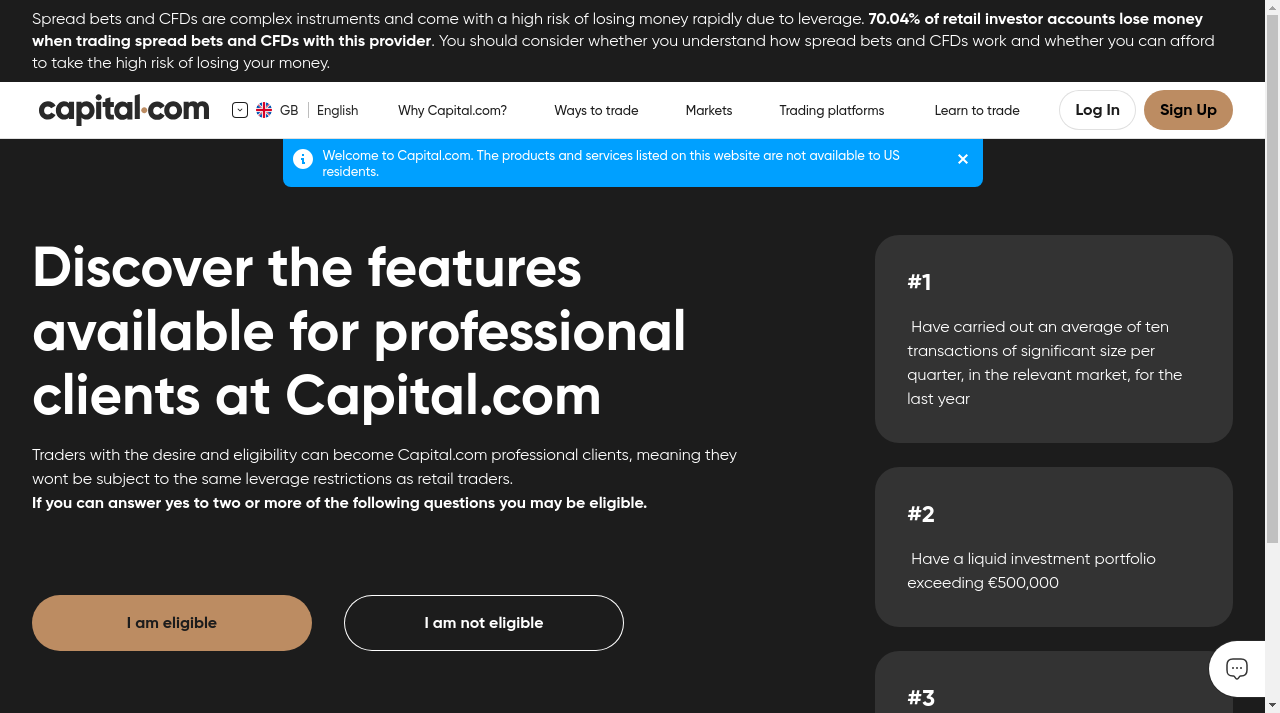 Spread bets and CFDs are complex instruments and come with a high risk of losing money rapidly due to leverage. 70.04% of retail investor accounts lose money
when trading spread bets and CFDs with this provider. You should consider whether you understand how spread bets and CFDs work and whether you can afford
to take the high risk of losing your money.
capital.com
GB
English
Why Capital.com?
Ways to trade
Markets
Trading platforms
Learn to trade
Log In
Sign Up
Welcome to Capital.com. The products and services listed on this website are not available to US
residents.
Discover the features
available for professional
clients at Capital.com
Traders with the desire and eligibility can become Capital.com professional clients, meaning they
wont be subject to the same leverage restrictions as retail traders.
If you can answer yes to two or more of the following questions you may be eligible.
I am eligible
I am not eligible
#1
Have carried out an average of ten
transactions of significant size per
quarter, in the relevant market, for the
last year
#2
Have a liquid investment portfolio
exceeding €500,000
#3